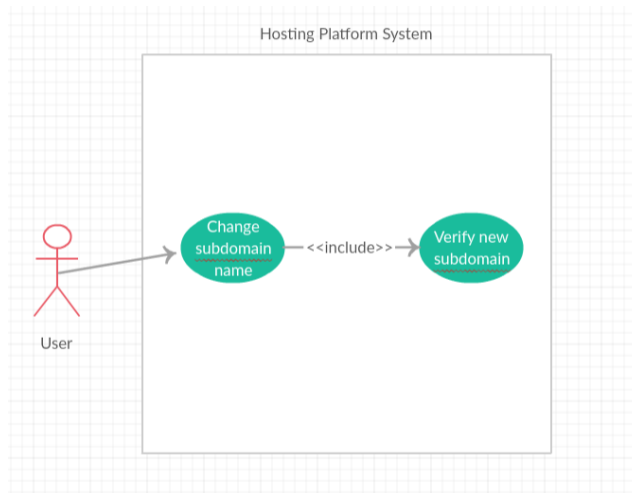 Hosting Platform System
Change
subdomain
name
<<include>>
Verify new
subdomain
User